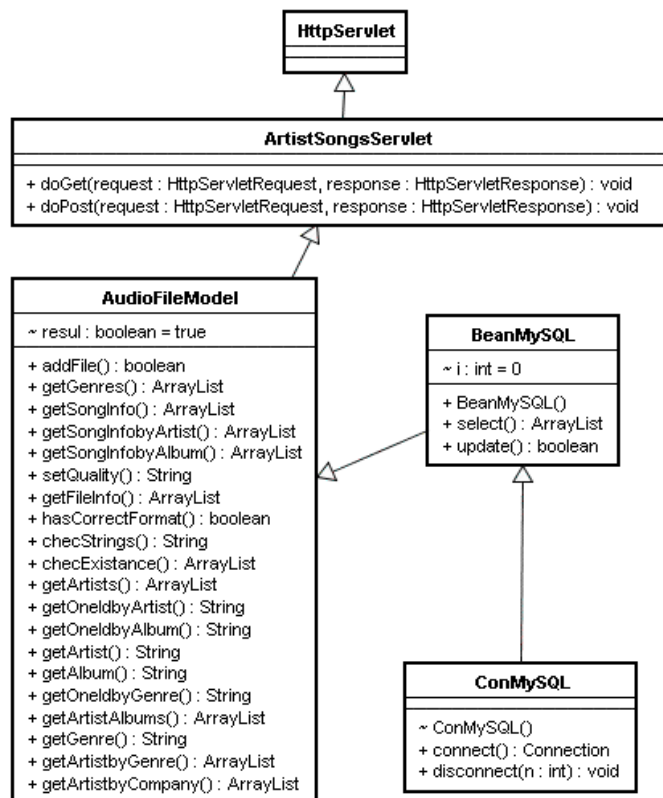 HttpServlet
ArtistSongsServlet
+ doGet(request : HttpServletRequest, response : HttpServletResponse) : void
+ doPost(request : HttpServletRequest, response : HttpServletResponse) : void
AudioFileModel
~ resul : boolean = true
+ addFile() : boolean
+ getGenres() : ArrayList
+ getSongInfo() : ArrayList
+ getSongInfobyArtist() : ArrayList
+ getSongInfobyAlbum() : ArrayList
+ setQuality() : String
+ getFileInfo() : ArrayList
+ hasCorrectFormat() : boolean
+ checStrings() : String
+ checExistance() : ArrayList
+ getArtists() : ArrayList
+ getOneIdbyArtist() : String
+ getOneIdbyAlbum() : String
+ getArtist() : String
+ getAlbum() : String
+ getOneIdbyGenre() : String
+ getArtistAlbums() : ArrayList
+ getGenre() : String
+ getArtistbyGenre() : ArrayList
+ getArtistbyCompany() : ArrayList
BeanMySQL
~ i : int = 0
+ BeanMySQL()
+ select() : ArrayList
+ update() : boolean
ConMySQL
~ ConMySQL()
+ connect() : Connection
+ disconnect(n : int) : void